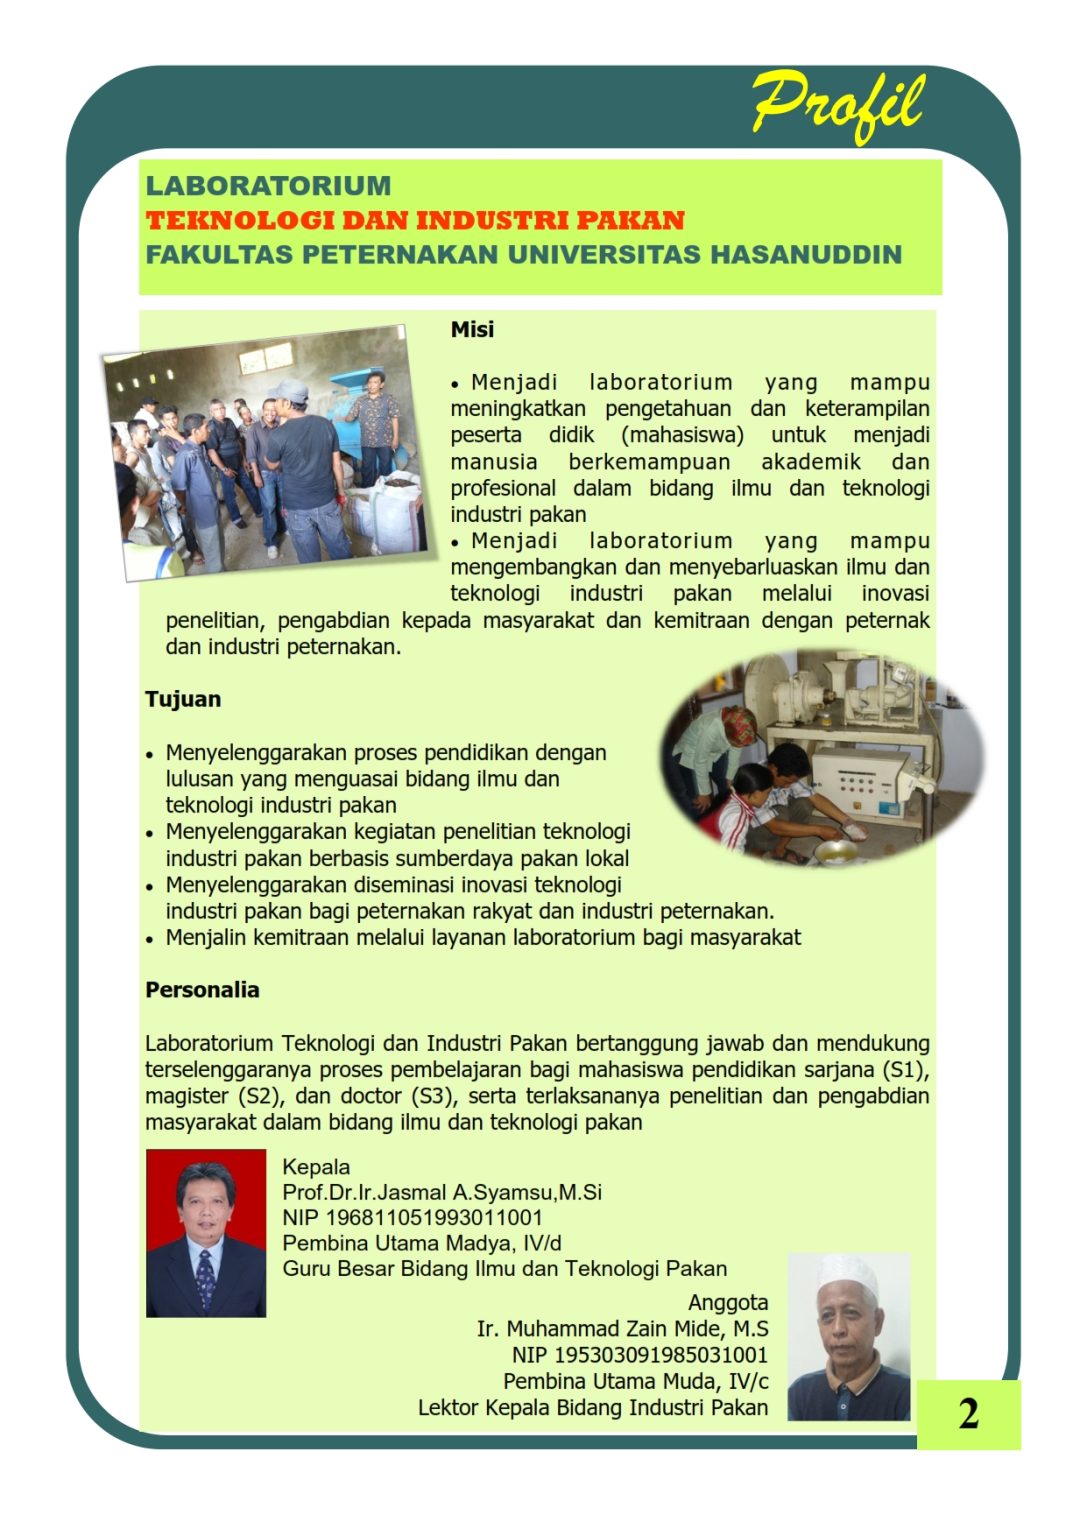 Profil
LABORATORIUM
TEKNOLOGI DAN INDUSTRI PAKAN
FAKULTAS PETERNAKAN UNIVERSITAS HASANUDDIN
Misi
• Menjadi laboratorium yang mampu
meningkatkan pengetahuan dan keterampilan
peserta didik (mahasiswa) untuk menjadi
manusia berkemampuan akademik dan
profesional dalam bidang ilmu dan teknologi
industri pakan
• Menjadi laboratorium yang mampu
mengembangkan dan menyebarluaskan ilmu dan
teknologi industri pakan melalui inovasi
penelitian, pengabdian kepada masyarakat dan kemitraan dengan peternak
dan industri peternakan.
Tujuan
• Menyelenggarakan proses pendidikan dengan
lulusan yang menguasai bidang ilmu dan
teknologi industri pakan
• Menyelenggarakan kegiatan penelitian teknologi
industri pakan berbasis sumberdaya pakan lokal
• Menyelenggarakan diseminasi inovasi teknologi
industri pakan bagi peternakan rakyat dan industri peternakan.
• Menjalin kemitraan melalui layanan laboratorium bagi masyarakat
Personalia
Laboratorium Teknologi dan Industri Pakan bertanggung jawab dan mendukung
terselenggaranya proses pembelajaran bagi mahasiswa pendidikan sarjana (S1),
magister (S2), dan doctor (S3), serta terlaksananya penelitian dan pengabdian
masyarakat dalam bidang ilmu dan teknologi pakan
Kepala
Prof.Dr.Ir.Jasmal A.Syamsu,M.Si
NIP 196811051993011001
Pembina Utama Madya, IV/d
Guru Besar Bidang Ilmu dan Teknologi Pakan
Anggota
Ir. Muhammad Zain Mide, M.S
NIP 195303091985031001
Pembina Utama Muda, IV/c
Lektor Kepala Bidang Industri Pakan
2